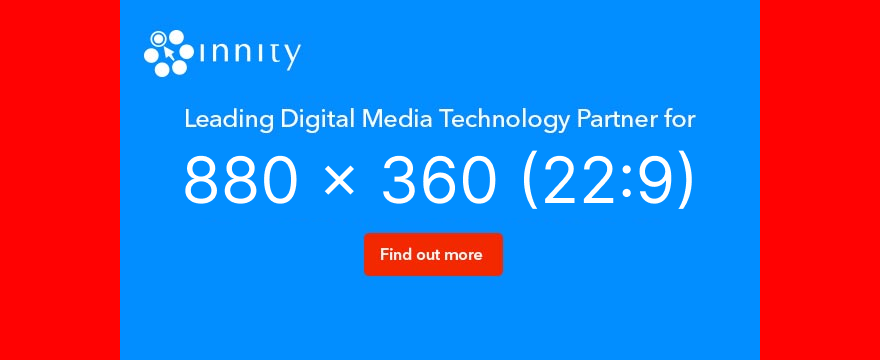 innity
Leading Digital Media Technology Partner for
880 × 360 (22:9)
Find out more